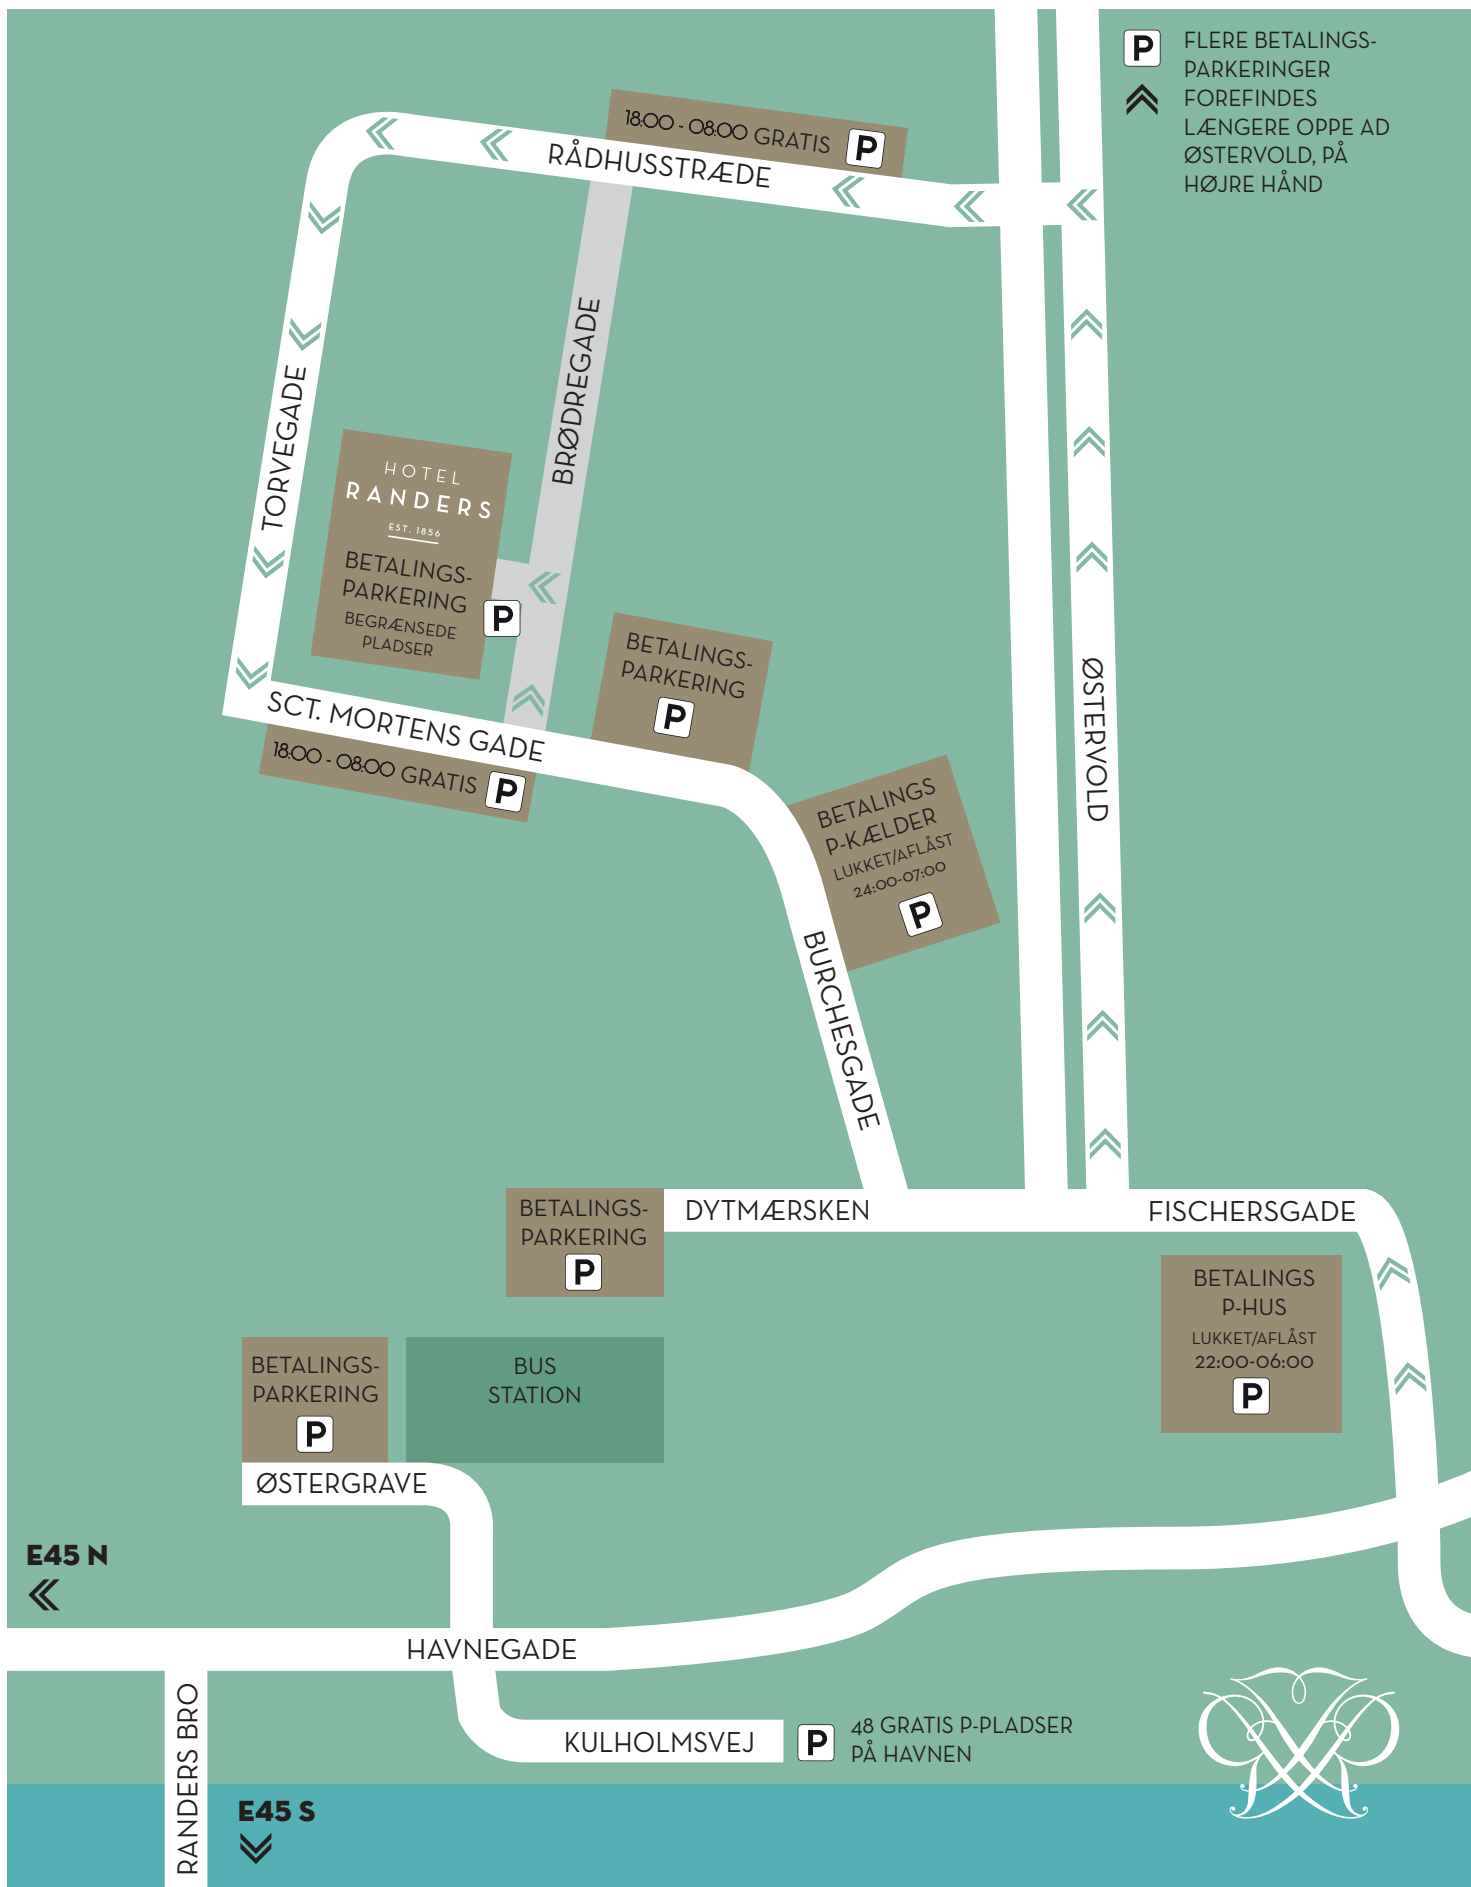 P
FLERE BETALINGS-
PARKERINGER
FOREFINDES
LÆNGERE OPPE AD
ØSTERVOLD, PÅ
HØJRE HÅND
18:00 - 08:00 GRATIS P
RÅDHUSSTRÆDE
BRØDREGADE
TORVEGADE
HOTEL
RANDERS
EST. 1856
BETALINGS-
PARKERING
BEGRÆNSEDE
PLADSER
P
BETALINGS-
PARKERING
P
SCT. MORTENS GADE
18:00 - 08:00 GRATIS P
ØSTERVOLD
BETALINGS
P-KÆLDER
LUKKET/AFLÅST
24:00-07:00
P
BURCHESGADE
BETALINGS-
PARKERING
P
DYTMÆRSKEN
FISCHERSGADE
BETALINGS
P-HUS
LUKKET/AFLÅST
22:00-06:00
P
BETALINGS-
PARKERING
P
BUS
STATION
ØSTERGRAVE
E45 N
HAVNEGADE
RANDERS BRO
KULHOLMSVEJ
P
48 GRATIS P-PLADSER
PÅ HAVNEN
E45 S